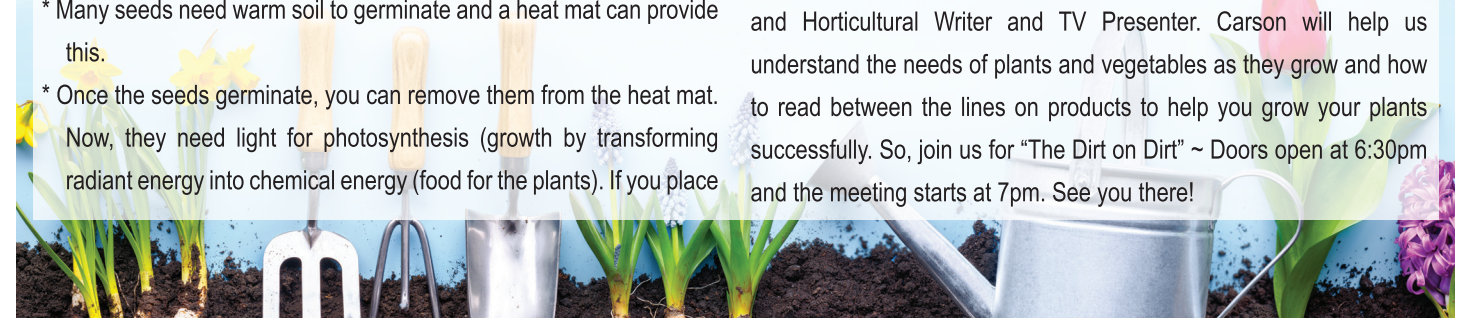 * Many seeds need warm soil to germinate and a heat mat can provide
this.
* Once the seeds germinate, you can remove them from the heat mat.
Now, they need light for photosynthesis (growth by transforming
radiant energy into chemical energy (food for the plants). If you place
and Horticultural Writer and TV Presenter. Carson will help us
understand the needs of plants and vegetables as they grow and how
to read between the lines on products to help you grow your plants
successfully. So, join us for “The Dirt on Dirt” ~ Doors open at 6:30pm
and the meeting starts at 7pm. See you there!